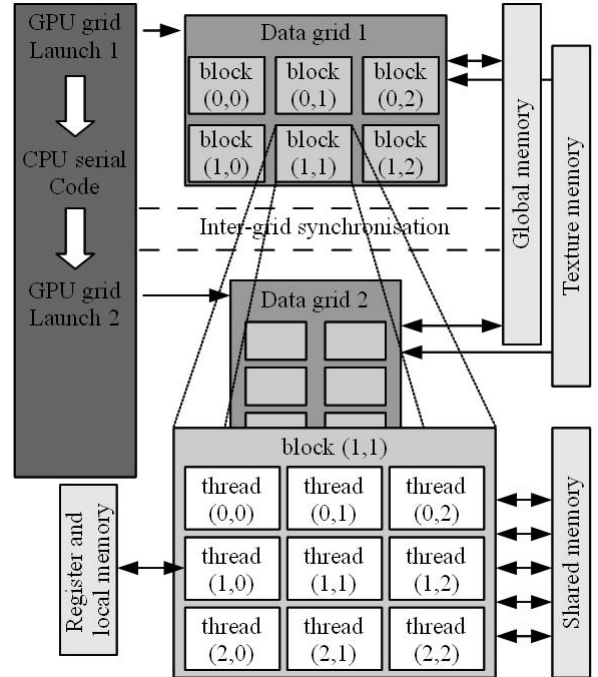 GPU grid
Launch 1
CPU serial
Code
GPU grid
Launch 2
Data grid 1
block
(0,0)
block
(0,1)
block
(0,2)
block
(1,0)
block
(1,1)
block
(1,2)
Inter-grid synchronisation
Data grid 2
Global memory
Texture memory
block (1,1)
thread
(0,0)
thread
(0,1)
thread
(0,2)
thread
(1,0)
thread
(1,1)
thread
(1,2)
thread
(2,0)
thread
(2,1)
thread
(2,2)
Register and
local memory
Shared memory